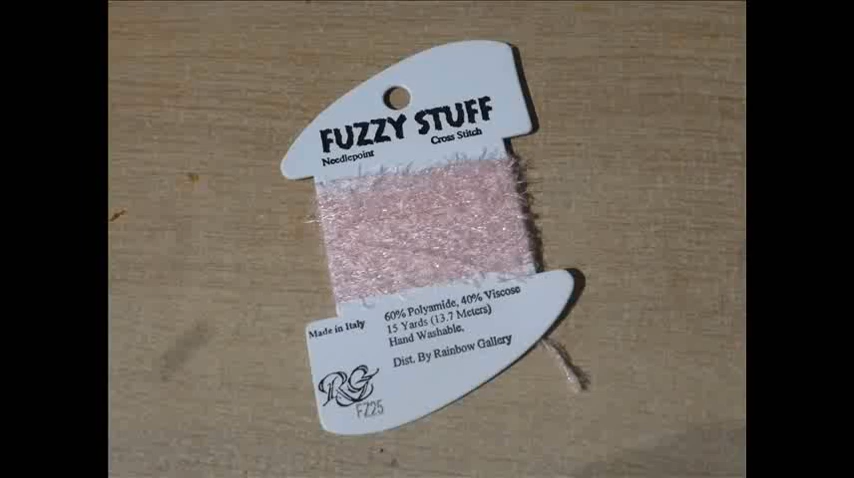 FUZZY STUFF
Needlepoint Cross Stitch
Made in Italy
60% Polyamide, 40% Viscose
15 Yards (13.7 Meters)
Hand Washable.
Dist. By Rainbow Gallery
RG
FZ25